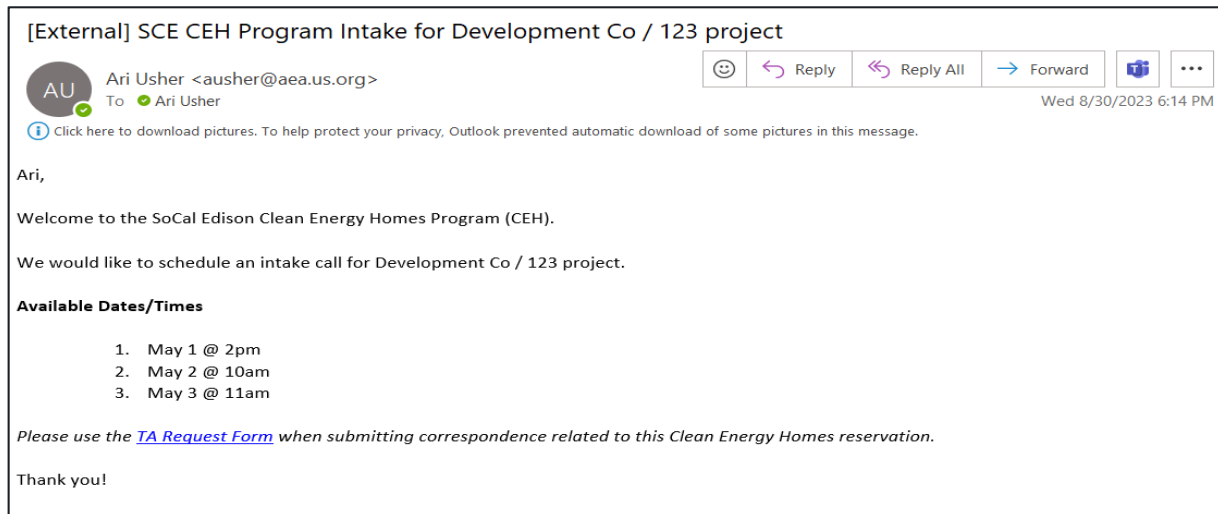 [External] SCE CEH Program Intake for Development Co / 123 project
AU
Ari Usher <ausher@aea.us.org>
To Ari Usher
Reply
Reply All
Forward
Wed 8/30/2023 6:14 PM
Click here to download pictures. To help protect your privacy, Outlook prevented automatic download of some pictures in this message.
Ari,
Welcome to the SoCal Edison Clean Energy Homes Program (CEH).
We would like to schedule an intake call for Development Co / 123 project.
Available Dates/Times
1. May 1 @ 2pm
2. May 2 @ 10am
3. May 3 @ 11am
Please use the TA Request Form when submitting correspondence related to this Clean Energy Homes reservation.
Thank you!